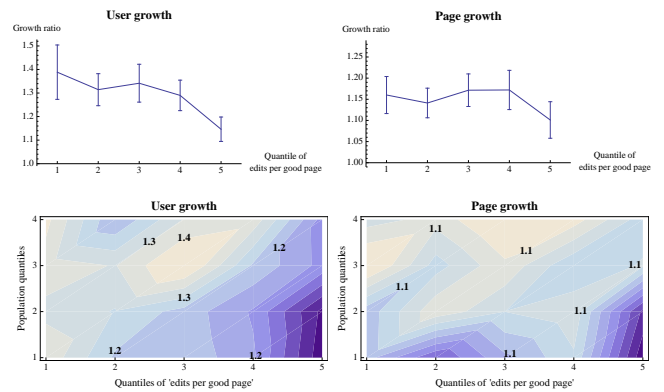 User growth
Growth ratio
1.5
1.4
1.3
1.2
1.1
1.0
1 2 3 4 5
Quantile of
edits per good page
Page growth
Growth ratio
1.25
1.20
1.15
1.10
1.05
1.00
1 2 3 4 5
Quantile of
edits per good page
User growth
Population quantiles
4
3
2
1
1.3
1.4
1.2
1.3
1.2
1.2
1 2 3 4 5
Quantiles of 'edits per good page'
Page growth
Population quantiles
4
3
2
1
1.1
1.1
1.1
1.1
1.1
1.1
1 2 3 4 5
Quantiles of 'edits per good page'